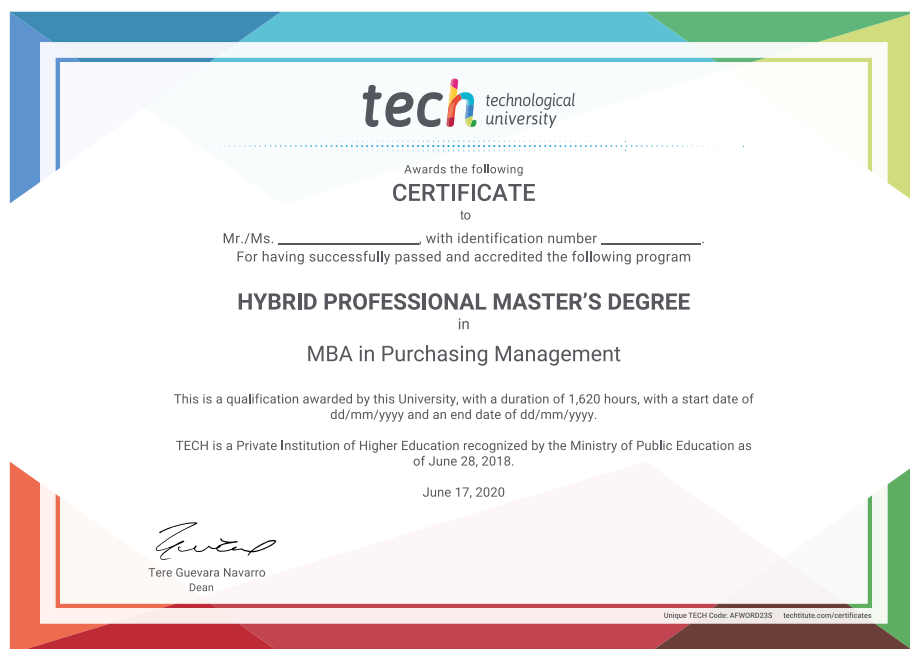 tech technological
university
Awards the following
CERTIFICATE
to
Mr./Ms. ____________________, with identification number ______________.
For having successfully passed and accredited the following program
HYBRID PROFESSIONAL MASTER’S DEGREE
in
MBA in Purchasing Management
This is a qualification awarded by this University, with a duration of 1,620 hours, with a start date of
dd/mm/yyyy and an end date of dd/mm/yyyy.
TECH is a Private Institution of Higher Education recognized by the Ministry of Public Education as
of June 28, 2018.
June 17, 2020
Tere Guevara Navarro
Dean
Unique TECH Code: AFWORD23S techtitute.com/certificates